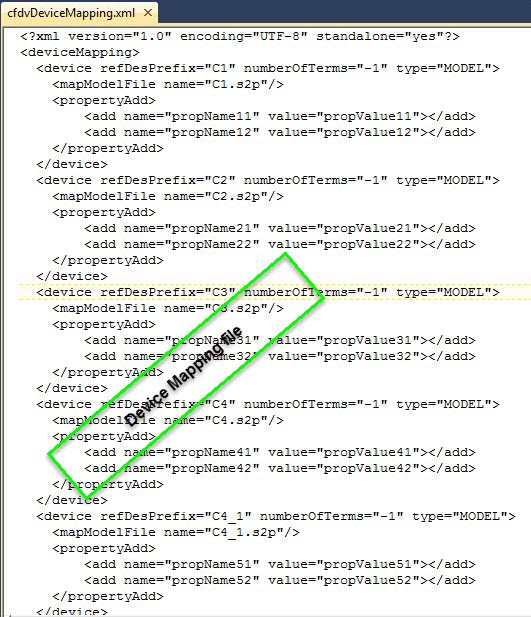 cfdvDeviceMapping.xml ×
<?xml version="1.0" encoding="UTF-8" standalone="yes"?>
<deviceMapping>
<device refDesPrefix="C1" numberOfTerms="-1" type="MODEL">
<mapModelFile name="C1.s2p"/>
<propertyAdd>
<add name="propName11" value="propValue11"></add>
<add name="propName12" value="propValue12"></add>
</propertyAdd>
</device>
<device refDesPrefix="C2" numberOfTerms="-1" type="MODEL">
<mapModelFile name="C2.s2p"/>
<propertyAdd>
<add name="propName21" value="propValue21"></add>
<add name="propName22" value="propValue22"></add>
</propertyAdd>
</device>
<device refDesPrefix="C3" numberOfTerms="-1" type="MODEL">
<mapModelFile name="C3.s2p"/>
<propertyAdd>
<add name="propName31" value="propValue31"></add>
<add name="propName32" value="propValue32"></add>
</propertyAdd>
</device>
Device Mapping file
<device refDesPrefix="C4" numberOfTerms="-1" type="MODEL">
<mapModelFile name="C4.s2p"/>
<propertyAdd>
<add name="propName41" value="propValue41"></add>
<add name="propName42" value="propValue42"></add>
</propertyAdd>
</device>
<device refDesPrefix="C4_1" numberOfTerms="-1" type="MODEL">
<mapModelFile name="C4_1.s2p"/>
<propertyAdd>
<add name="propName51" value="propValue51"></add>
<add name="propName52" value="propValue52"></add>
</propertyAdd>
</device>